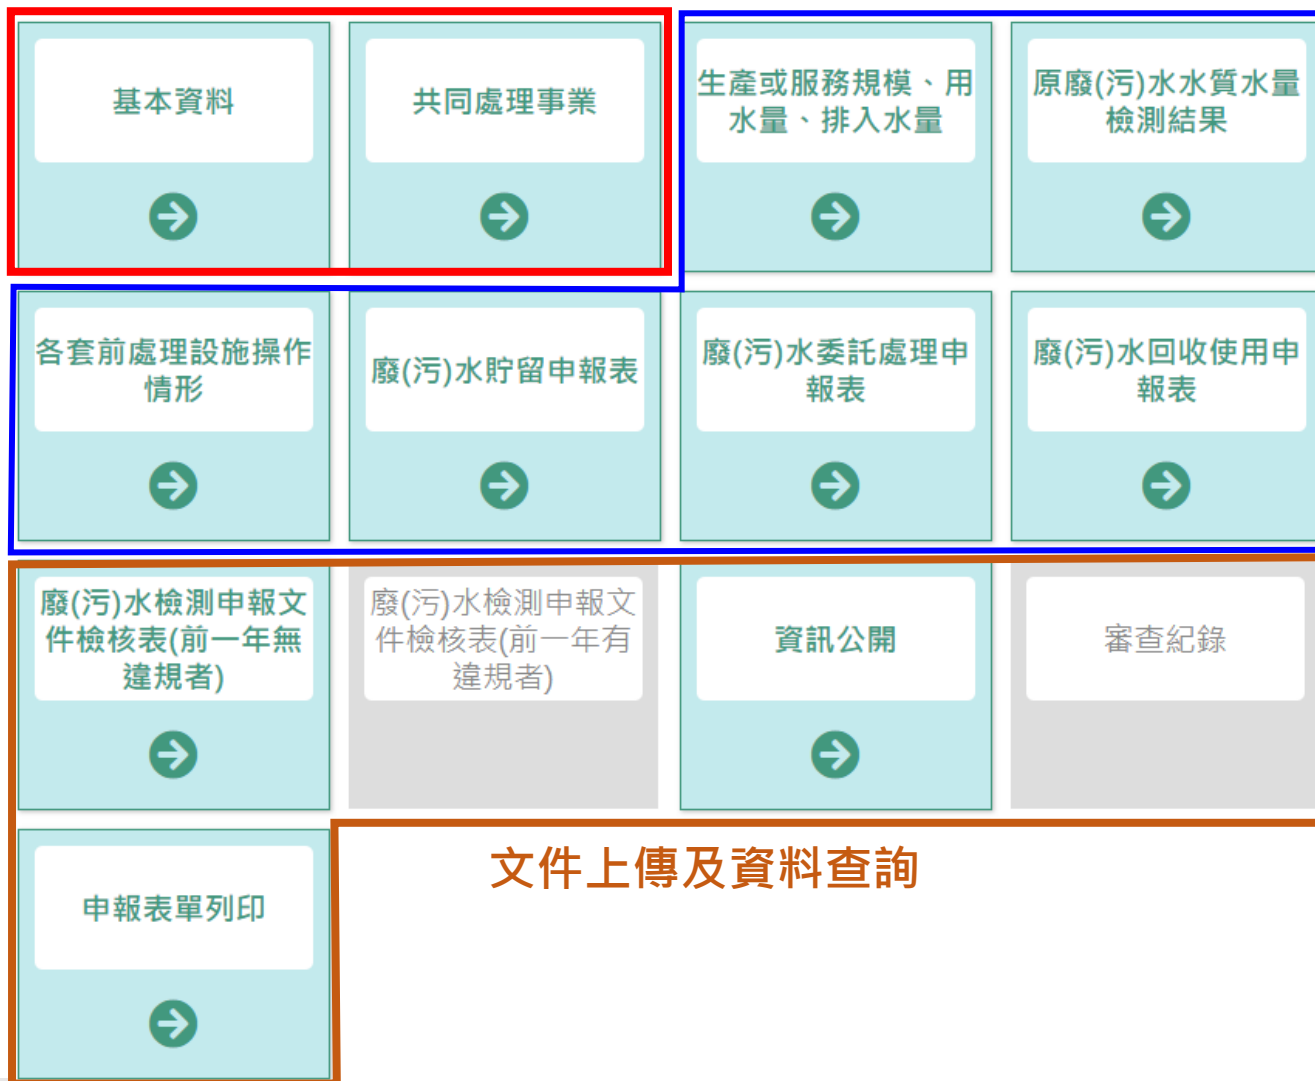 基本資料
共同處理事業
生產或服務規模、用
水量、排入水量
原廢(污)水水質水量
檢測結果
各套前處理設施操作
情形
廢(污)水貯留申報表
廢(污)水委託處理申
報表
廢(污)水回收使用申
報表
廢(污)水檢測申報文
件檢核表(前一年無
違規者)
廢(污)水檢測申報文
件檢核表(前一年有
違規者)
資訊公開
審查紀錄
申報表單列印
文件上傳及資料查詢